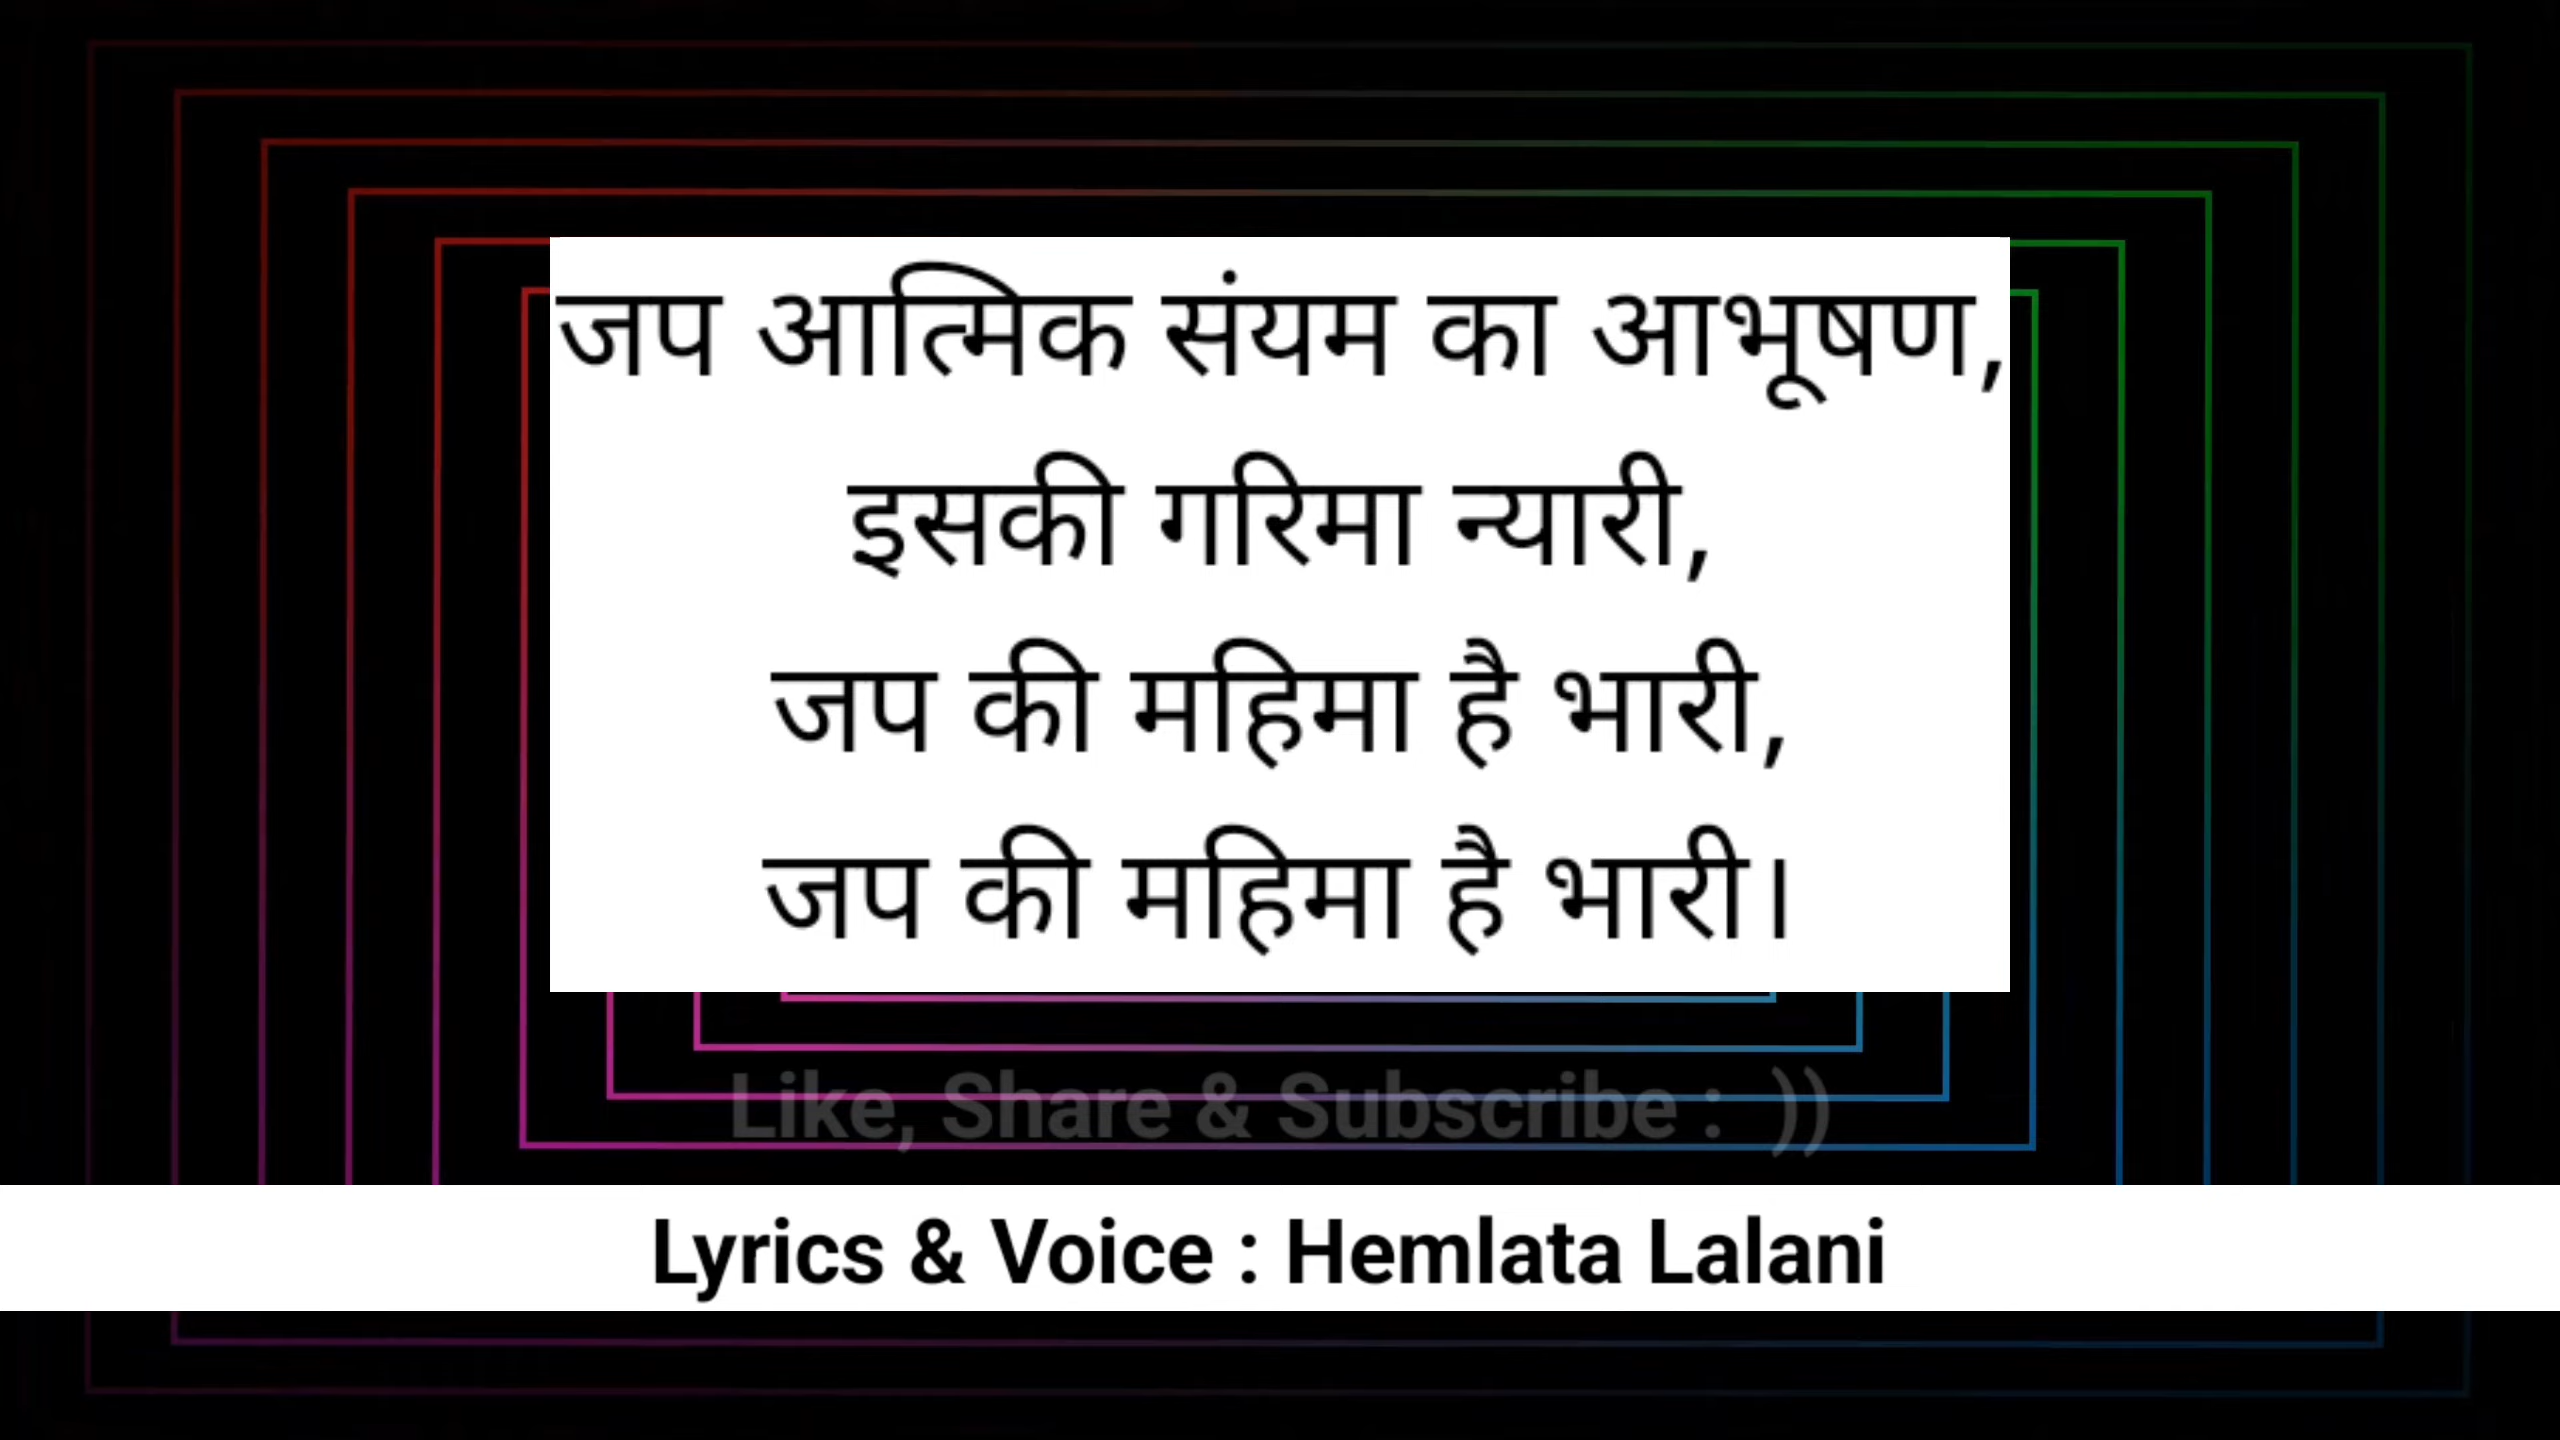 जप आत्मिक संयम का आभूषण,
इसकी गरिमा न्यारी,
जप की महिमा है भारी,
जप की महिमा है भारी।
Like, Share & Subscribe :  ))
Lyrics & Voice : Hemlata Lalani